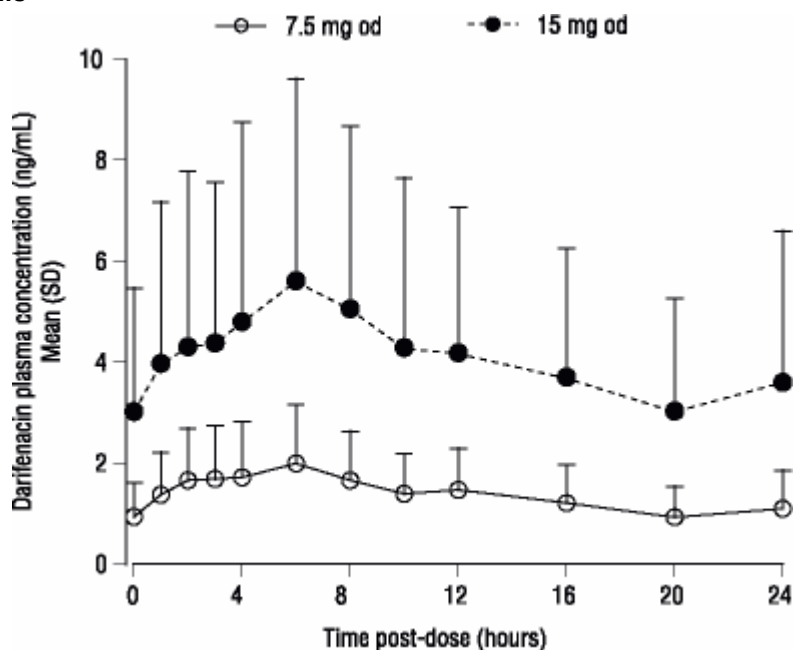 7.5 mg od
15 mg od
Darifenacin plasma concentration (ng/mL)
Mean (SD)
10
8
6
4
2
0
0
4
8
12
16
20
24
Time post-dose (hours)